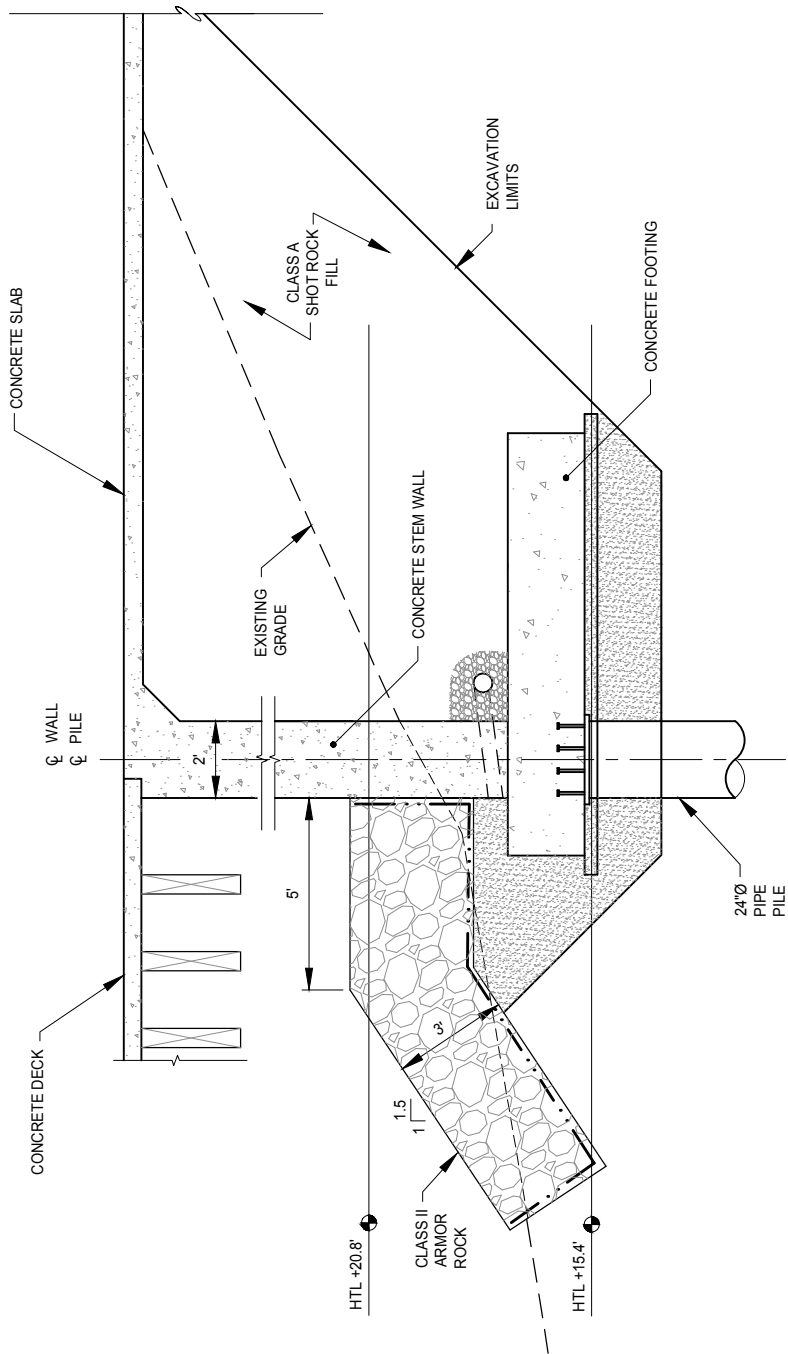 CONCRETE SLAB
℄ WALL
℄ PILE
CONCRETE DECK
CLASS A
SHOT ROCK
FILL
EXISTING
GRADE
EXCAVATION
LIMITS
2'
5'
3'
CONCRETE STEM WALL
1.5
1
HTL +20.8'
CLASS II
ARMOR
ROCK
HTL +15.4'
CONCRETE FOOTING
24"Ø
PIPE
PILE